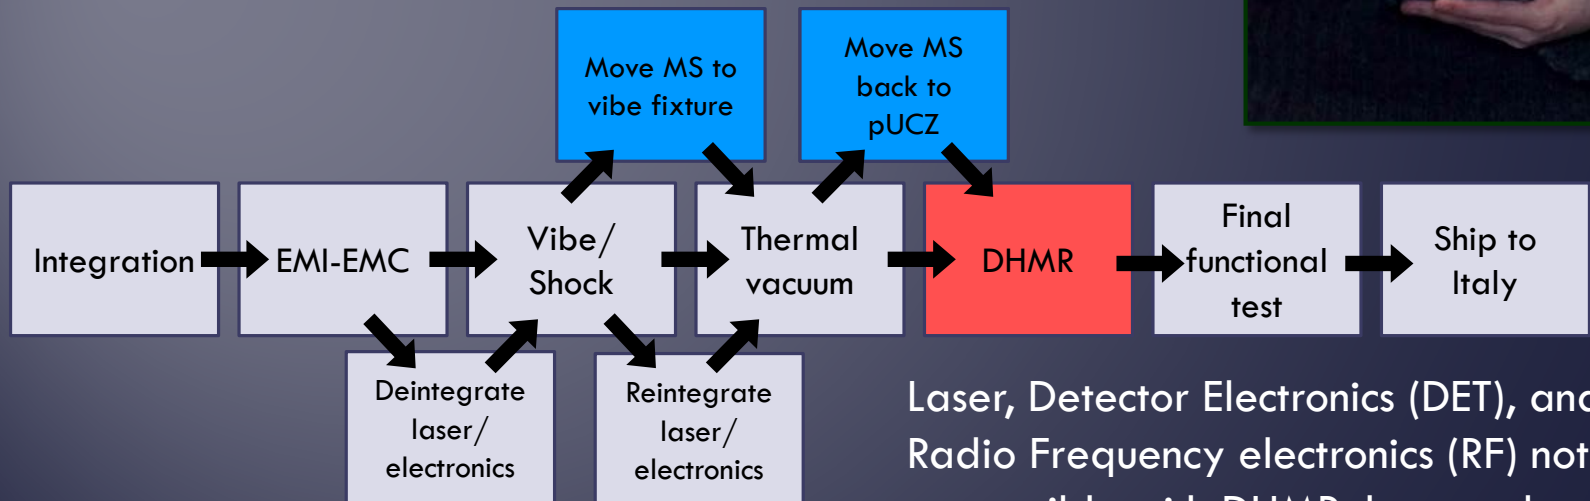 Move MS to
vibe fixture
Move MS
back to
pUCZ
Integration
EMI-EMC
Vibe/
Shock
Thermal
vacuum
DHMR
Final
functional
test
Ship to
Italy
Deintegrate
laser/
electronics
Reintegrate
laser/
electronics
Laser, Detector Electronics (DET), and
Radio Frequency electronics (RF) not